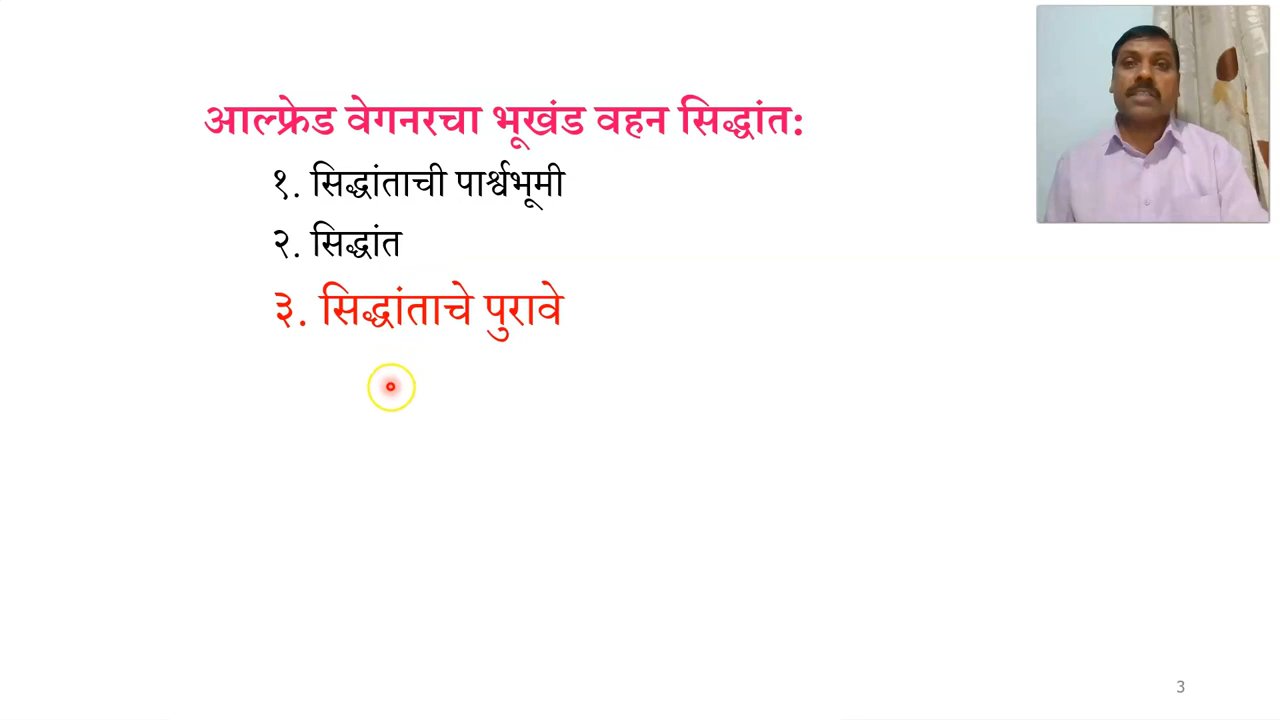 आल्फ्रेड वेगनरचा भूखंड वहन सिद्धांत:
१. सिद्धांताची पार्श्वभूमी
२. सिद्धांत
३. सिद्धांताचे पुरावे
3